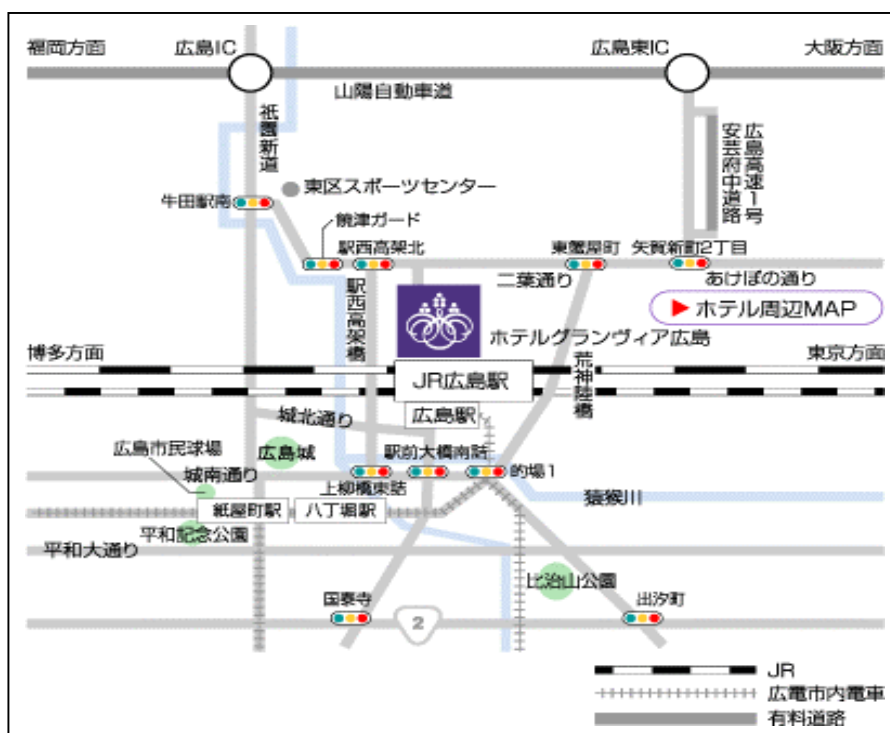 福岡方面
広島IC
広島東IC
大阪方面
山陽自動車道
祇園新道
広島高速1号
安芸府中道路
東区スポーツセンター
牛田駅南
饒津ガード
駅西高架北
東蟹屋町
矢賀新町2丁目
二葉通り
あけぼの通り
駅西高架橋
ホテル周辺MAP
ホテルグランヴィア広島
博多方面
東京方面
荒神陸橋
JR広島駅
広島駅
城北通り
広島市民球場
広島城
駅前大橋南詰
城南通り
的場1
上柳橋東詰
猿猴川
紙屋町駅
八丁堀駅
平和記念公園
平和大通り
比治山公園
国泰寺
2
出汐町
JR
広電市内電車
有料道路